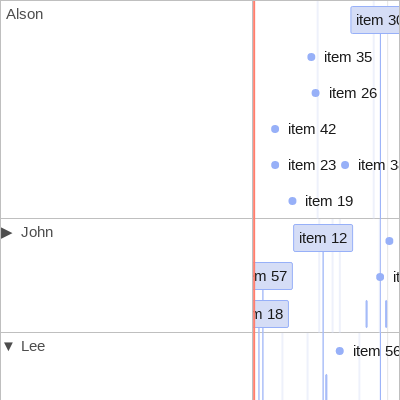 Alson
item 30
item 35
item 26
item 42
item 23
item 3
item 19
▶ John
item 12
m 57
it
m 18
▼ Lee
item 56